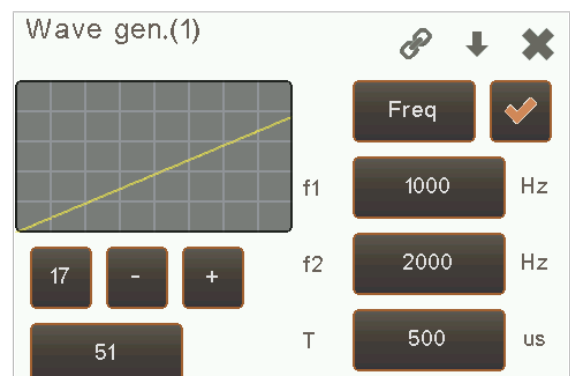 Wave gen.(1)
Freq
f1 1000 Hz
17 - + f2 2000 Hz
51 T 500 us